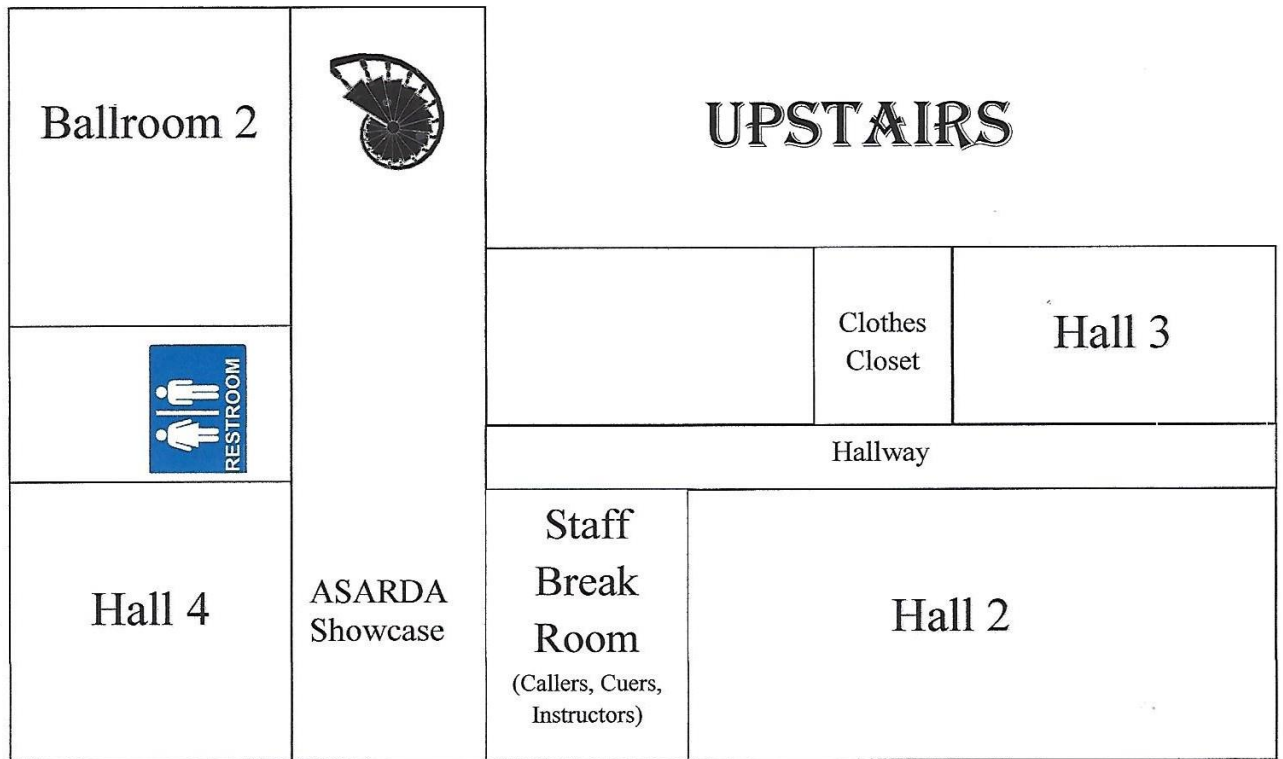 Ballroom 2
UPSTAIRS
Clothes
Closet
Hall 3
RESTROOM
Hallway
Hall 4
ASARDA
Showcase
Staff
Break
Room
(Callers, Cuers,
Instructors)
Hall 2